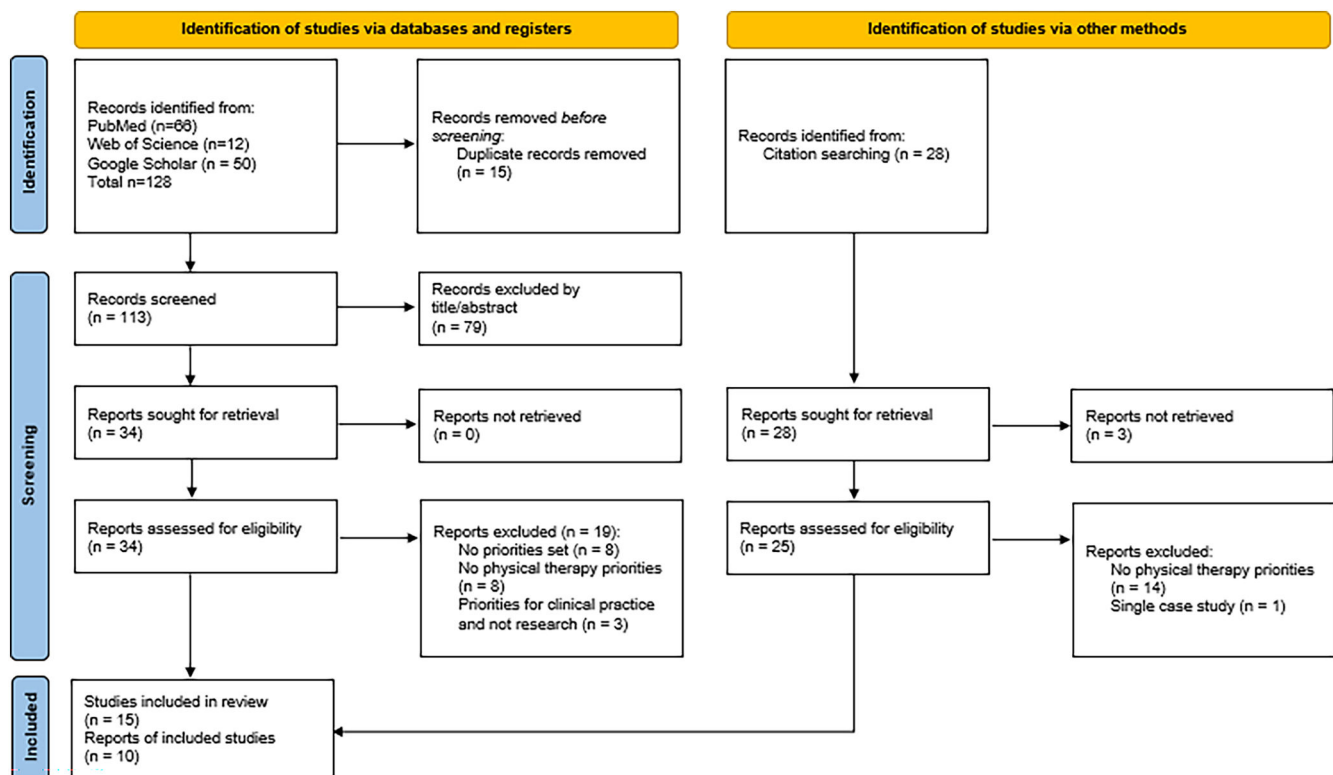 Identification of studies via databases and registers
Identification of studies via other methods
Identification
Records identified from:
PubMed (n=66)
Web of Science (n=12)
Google Scholar (n = 50)
Total n=128
Records removed before
screening:
Duplicate records removed
(n = 15)
Records identified from:
Citation searching (n = 28)
Screening
Records screened
(n = 113)
Records excluded by
title/abstract
(n = 79)
Reports sought for retrieval
(n = 34)
Reports not retrieved
(n = 0)
Reports sought for retrieval
(n = 28)
Reports not retrieved
(n = 3)
Reports assessed for eligibility
(n = 34)
Reports excluded (n = 19):
No priorities set (n = 8)
No physical therapy priorities
(n = 8)
Priorities for clinical practice
and not research (n = 3)
Reports assessed for eligibility
(n = 25)
Reports excluded:
No physical therapy priorities
(n = 14)
Single case study (n = 1)
Included
Studies included in review
(n = 15)
Reports of included studies
(n = 10)